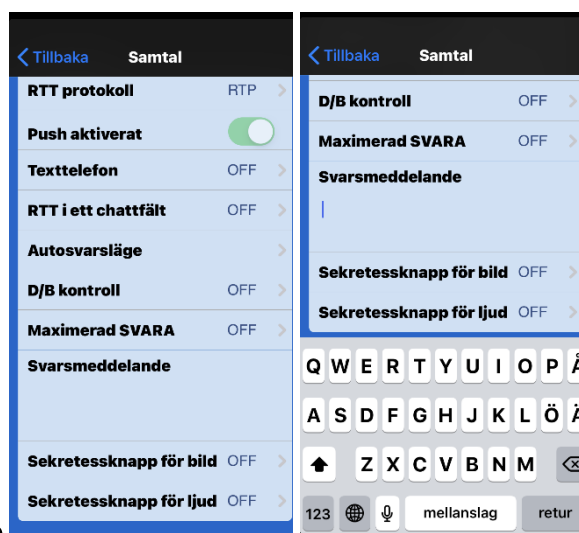 Tillbaka Samtal
RTT protokoll RTP
Push aktiverat
Texttelefon OFF
RTT i ett chattfält OFF
Autosvarsläge
D/B kontroll OFF
Maximerad SVARA OFF
Svarsmeddelande
Sekretessknapp för bild OFF
Sekretessknapp för ljud OFF
Tillbaka Samtal
D/B kontroll OFF
Maximerad SVARA OFF
Svarsmeddelande
Sekretessknapp för bild OFF
Sekretessknapp för ljud OFF
Q W E R T Y U I O P Å
A S D F G H J K L Ö Ä
Z X C V B N M
123 mellanslag retur